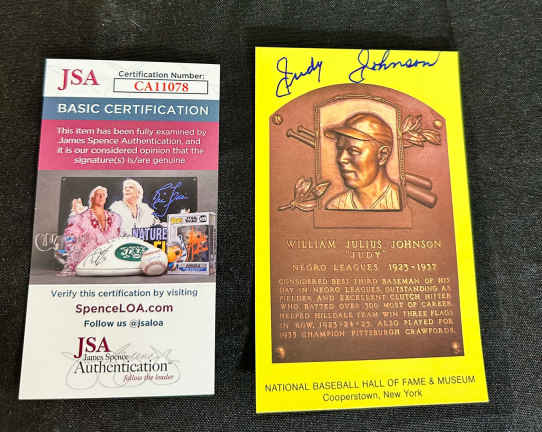 JSA
Certification Number:
CA11078
BASIC CERTIFICATION
This item has been fully examined by
James Spence Authentication, and
it is our considered opinion that the
signature(s) is/are genuine
NATURE
JETS
Verify this certification by visiting
SpenceLOA.com
Follow us @jsaloa
JSA
James Spence
Authentication
follow the leader
Judy Johnson
WILLIAM JULIUS JOHNSON
"JUDY"
NEGRO LEAGUES 1923-1937
CONSIDERED BEST THIRD BASEMAN OF HIS
DAY IN NEGRO LEAGUES. OUTSTANDING AS
FIELDER AND EXCELLENT CLUTCH HITTER
WHO BATTED OVER .300 MOST OF CAREER.
HELPED HILLDALE TEAM WIN THREE FLAGS
IN ROW, 1923-24-25. ALSO PLAYED FOR
1935 CHAMPION PITTSBURGH CRAWFORDS.
NATIONAL BASEBALL HALL OF FAME & MUSEUM
Cooperstown, New York